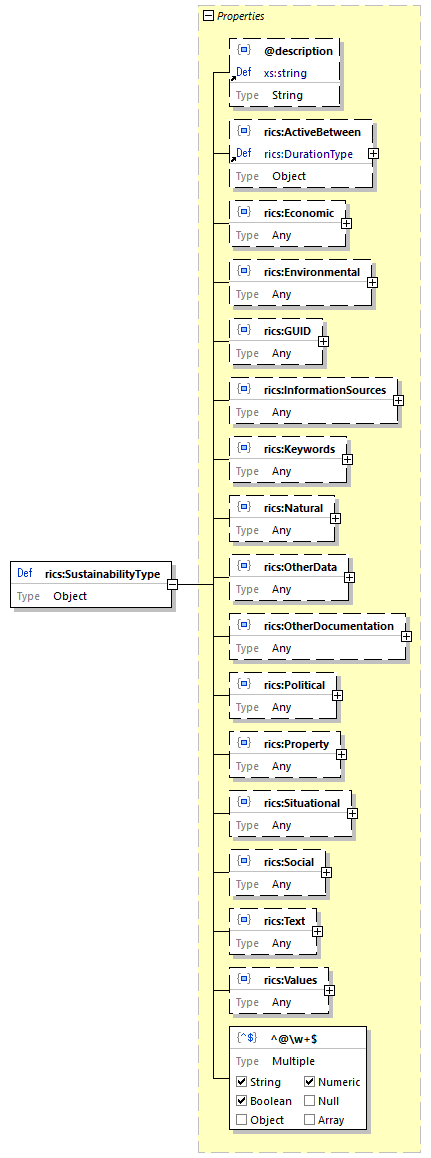 Properties
@description
Def xs:string
Type String
rics:ActiveBetween
Def rics:DurationType
Type Object
rics:Economic
Type Any
rics:Environmental
Type Any
rics:GUID
Type Any
rics:InformationSources
Type Any
rics:Keywords
Type Any
rics:Natural
Type Any
rics:OtherData
Type Any
Def rics:SustainabilityType
Type Object
rics:OtherDocumentation
Type Any
rics:Political
Type Any
rics:Property
Type Any
rics:Situational
Type Any
rics:Social
Type Any
rics:Text
Type Any
rics:Values
Type Any
{^$} ^@\w+$
Type Multiple
String Numeric
Boolean Null
Object Array